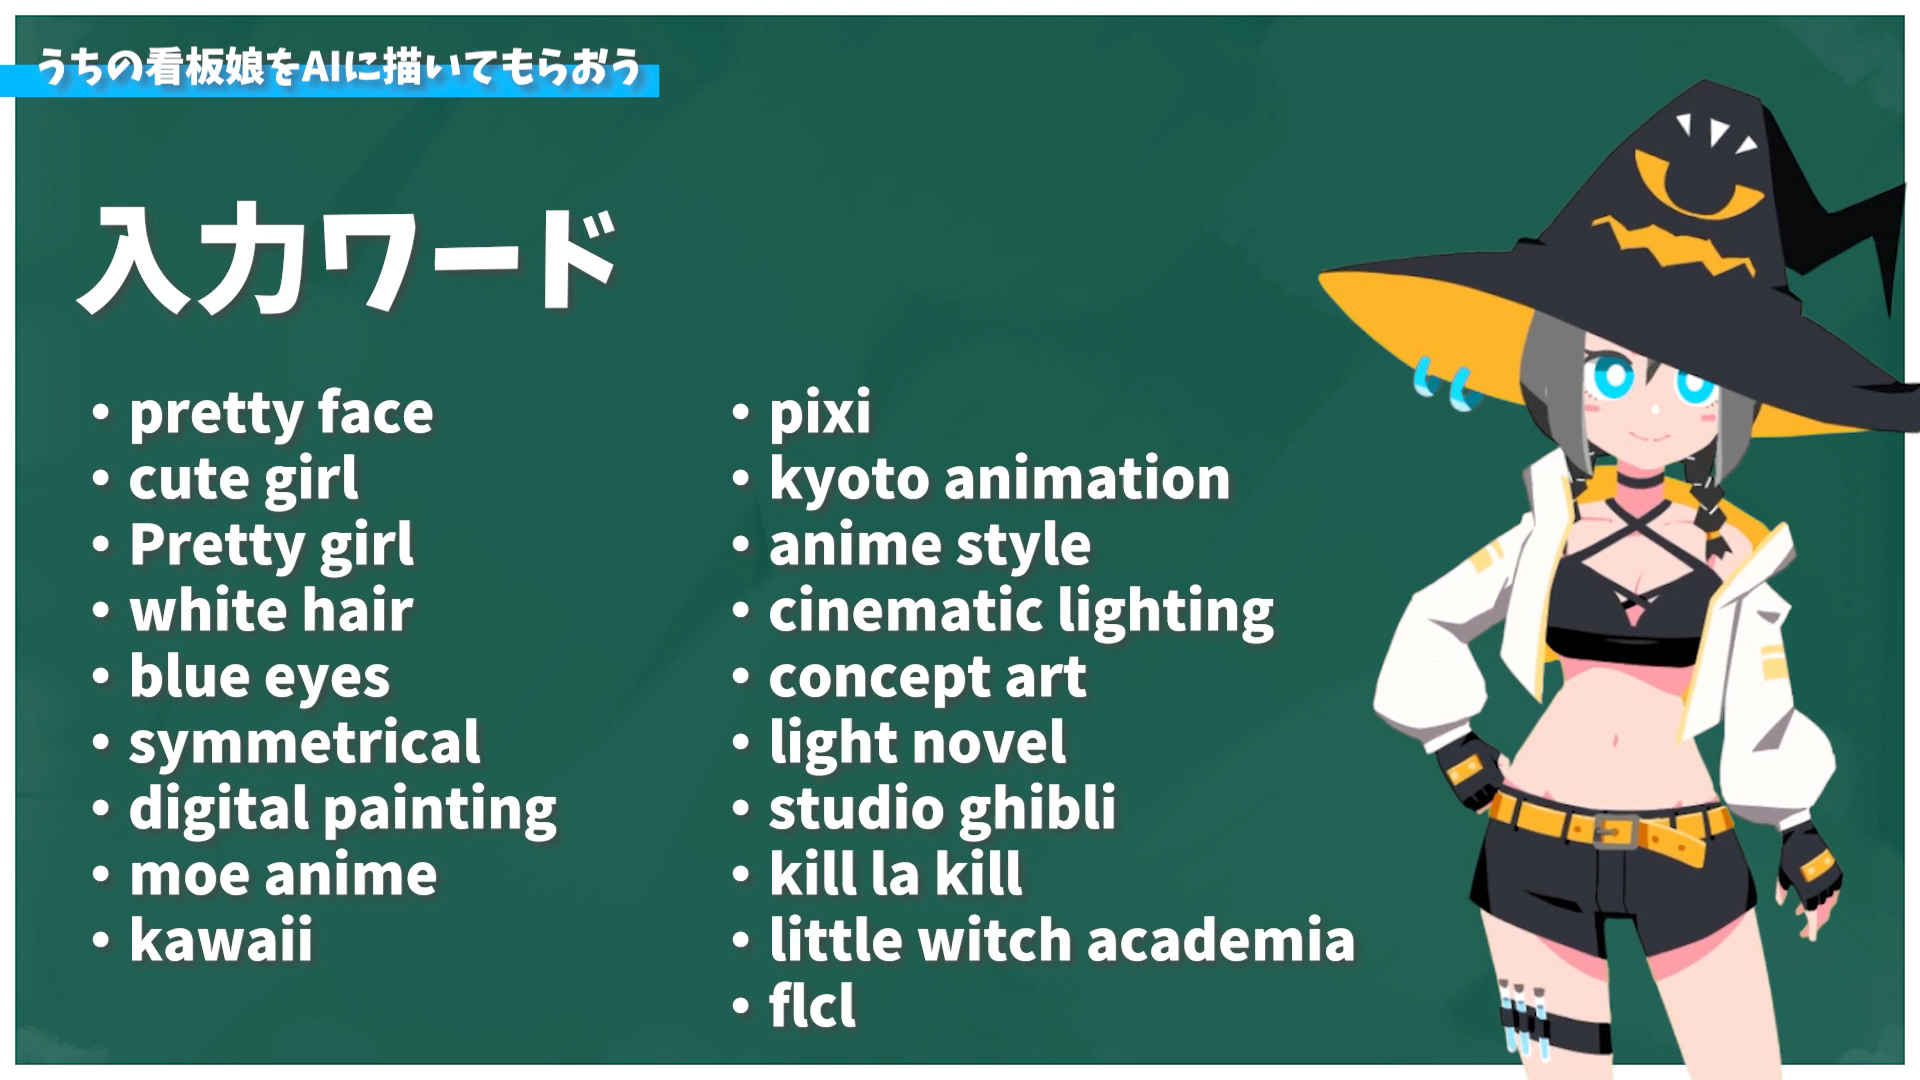 うちの看板娘をAIに描いてもらおう
入力ワード
• pretty face
• cute girl
• Pretty girl
• white hair
• blue eyes
• symmetrical
• digital painting
• moe anime
• kawaii
• pixi
• kyoto animation
• anime style
• cinematic lighting
• concept art
• light novel
• studio ghibli
• kill la kill
• little witch academia
• flcl